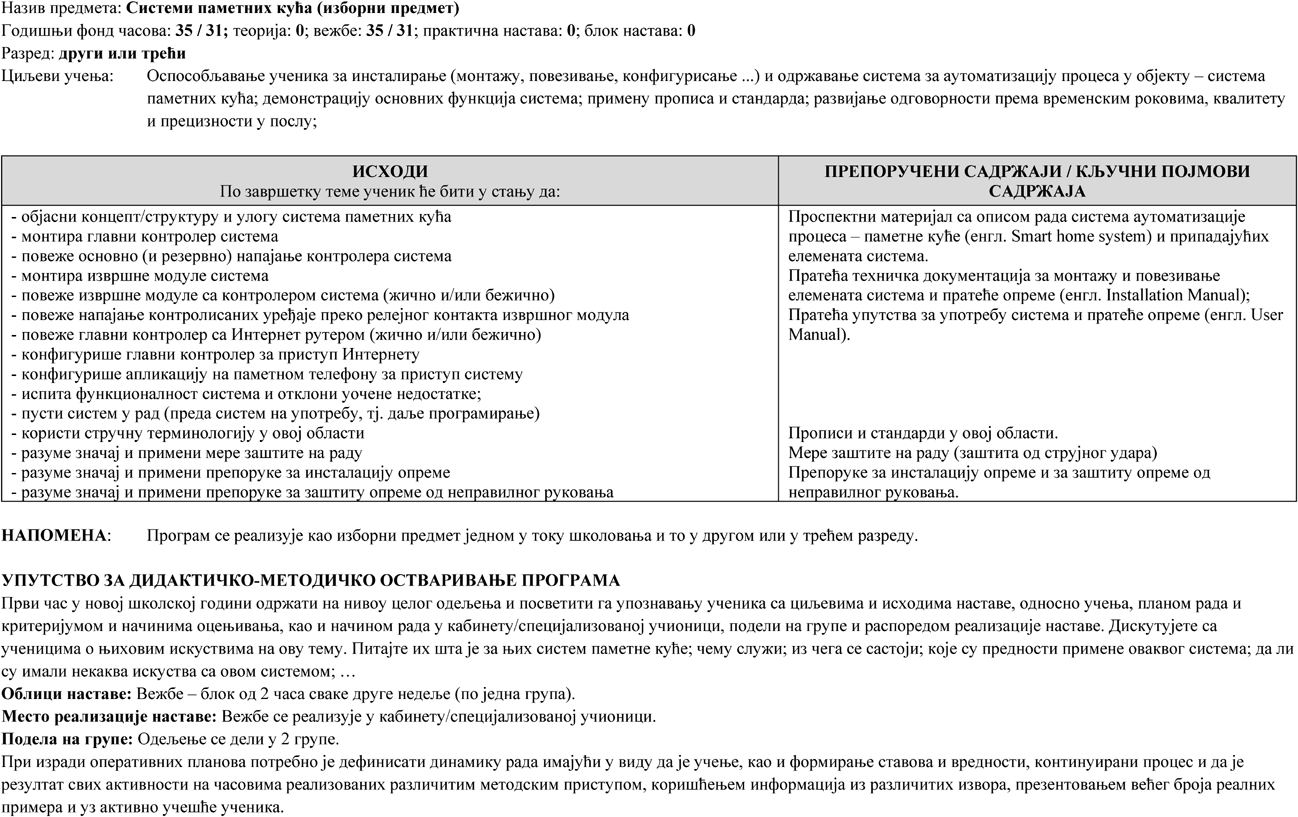 Назив предмета: Системи паметних кућа (изборни предмет)
Годишњи фонд часова: 35 / 31; теорија: 0; вежбе: 35 / 31; практична настава: 0; блок настава: 0
Разред: други или трећи
Циљеви учења: Оспособљавање ученика за инсталирање (монтажу, повезивање, конфигурисање ...) и одржавање система за аутоматизацију процеса у објекту – система
паметних кућа; демонстрацију основних функција система; примену прописа и стандарда; развијање одговорности према временским роковима, квалитету
и прецизности у послу;
ИСХОДИ
По завршетку теме ученик ће бити у стању да:
ПРЕПОРУЧЕНИ САДРЖАЈИ / КЉУЧНИ ПОЈМОВИ
САДРЖАЈА
- објасни концепт/структуру и улогу система паметних кућа
- монтира главни контролер система
- повеже основно (и резервно) напајање контролера система
- монтира извршне модуле система
- повеже извршне модуле са контролером система (жично и/или бежично)
- повеже напајање контролисаних уређаје преко релејног контакта извршног модула
- повеже главни контролер са Интернет рутером (жично и/или бежично)
- конфигурише главни контролер за приступ Интернету
- конфигурише апликацију на паметном телефону за приступ систему
- испита функционалност система и отклони уочене недостатке;
- пусти систем у рад (преда систем на употребу, тј. даље програмирање)
- користи стручну терминологију у овој области
- разуме значај и примени мере заштите на раду
- разуме значај и примени препоруке за инсталацију опреме
- разуме значај и примени препоруке за заштиту опреме од неправилног руковања
Проспектни материјал са описом рада система аутоматизације
процеса – паметне куће (енгл. Smart home system) и припадајућих
елемената система.
Пратећа техничка документација за монтажу и повезивање
елемената система и пратеће опреме (енгл. Installation Manual);
Пратећа упутства за употребу система и пратеће опреме (енгл. User
Manual).
Прописи и стандарди у овој области.
Мере заштите на раду (заштита од струјног удара)
Препоруке за инсталацију опреме и за заштиту опреме од
неправилног руковања.
НАПОМЕНА: Програм се реализује као изборни предмет једном у току школовања и то у другом или у трећем разреду.
УПУТСТВО ЗА ДИДАКТИЧКО-МЕТОДИЧКО ОСТВАРИВАЊЕ ПРОГРАМА
Први час у новој школској години одржати на нивоу целог одељења и посветити га упознавању ученика са циљевима и исходима наставе, односно учења, планом рада и
критеријумом и начинима оцењивања, као и начином рада у кабинету/специјализованој учионици, подели на групе и распоредом реализације наставе. Дискутујете са
ученицима о њиховим искуствима на ову тему. Питајте их шта је за њих систем паметне куће; чему служи; из чега се састоји; које су предности примене оваквог система; да ли
су имали некаква искуства са овом системом; …
Облици наставе: Вежбе – блок од 2 часа сваке друге недеље (по једна група).
Место реализације наставе: Вежбе се реализује у кабинету/специјализованој учионици.
Подела на групе: Одељење се дели у 2 групе.
При изради оперативних планова потребно је дефинисати динамику рада имајући у виду да је учење, као и формирање ставова и вредности, континуирани процес и да је
резултат свих активности на часовима реализованих различитим методским приступом, коришћењем информација из различитих извора, презентовањем већег броја реалних
примера и уз активно учешће ученика.